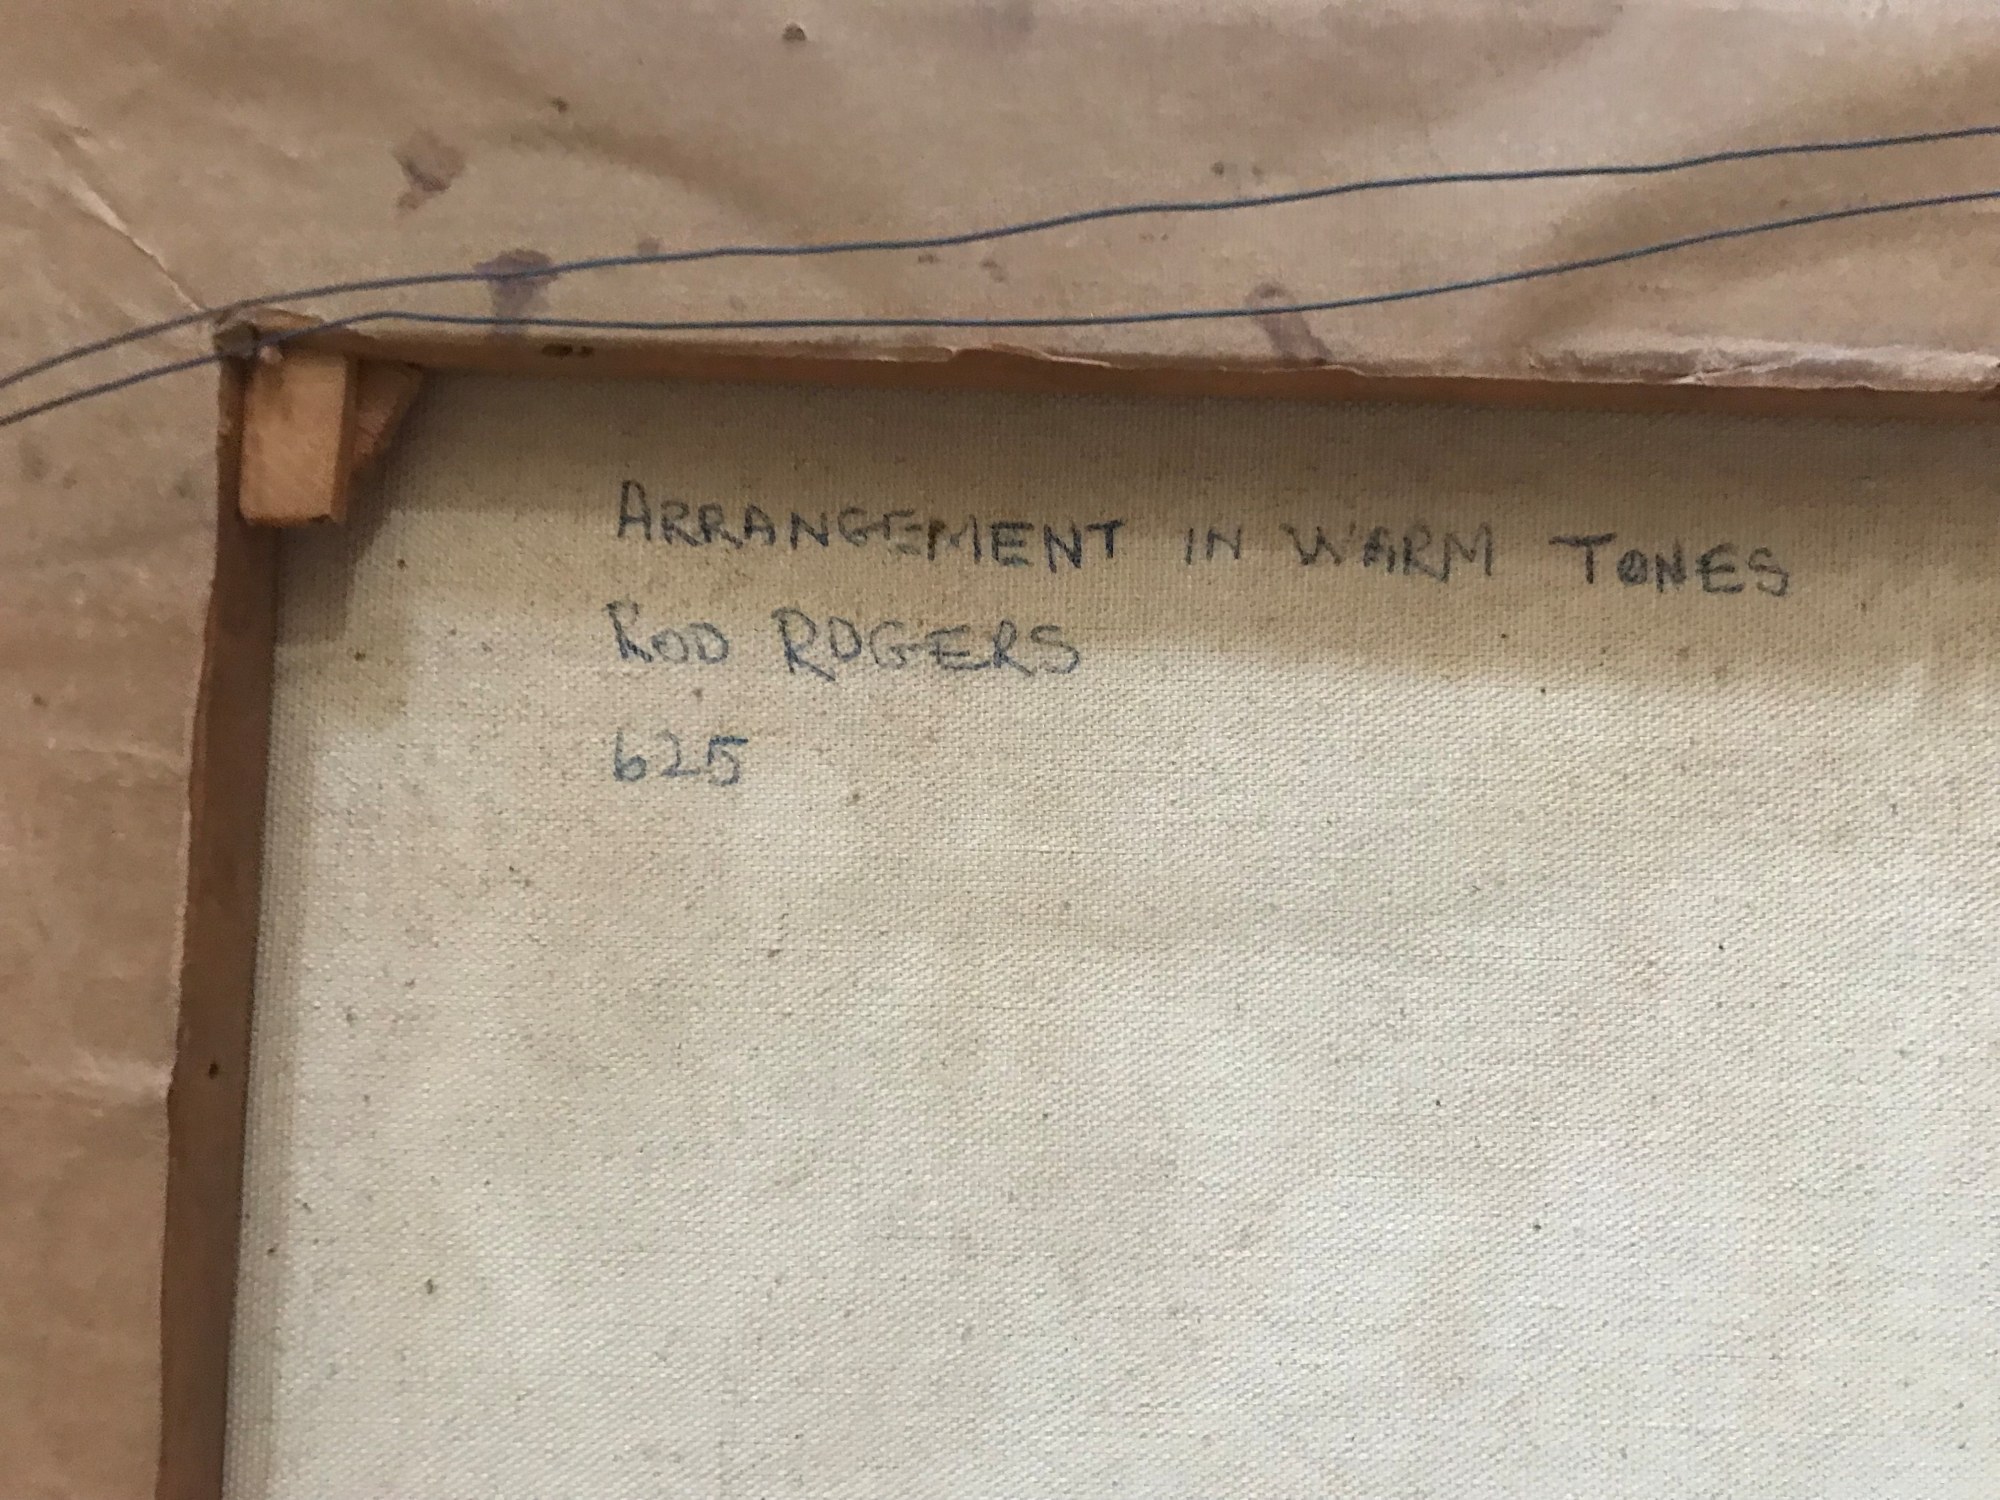 ARRANGEMENT IN WARM TONES
ROD ROGERS
625